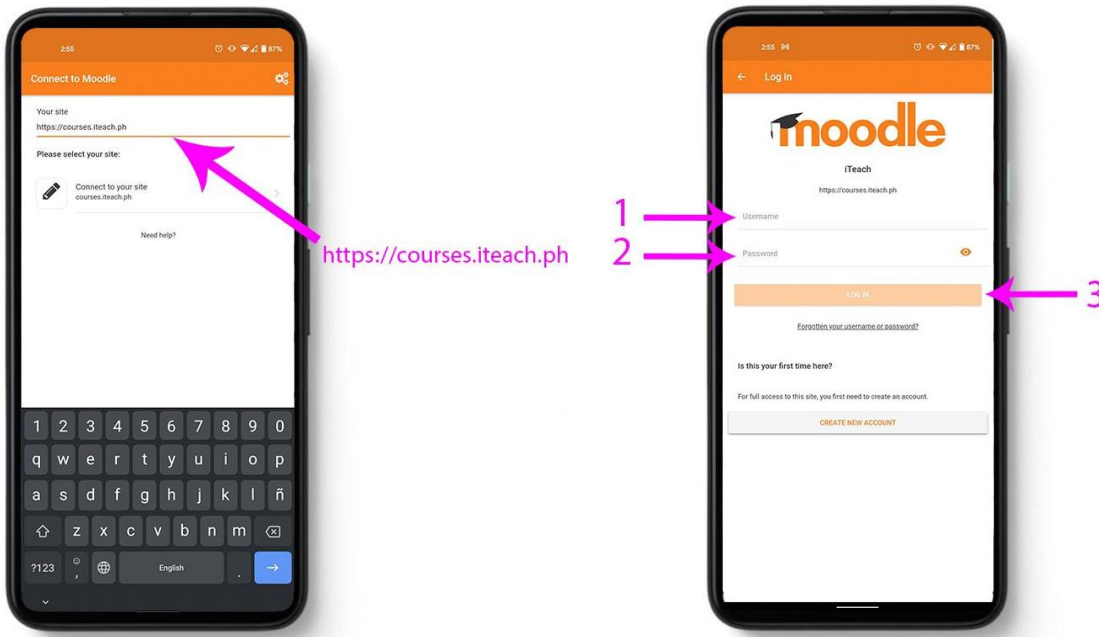 2:55
87%
Connect to Moodle
Your site
https://courses.iteach.ph
Please select your site:
Connect to your site
courses.iteach.ph
Need help?
1 2 3 4 5 6 7 8 9 0
q w e r t y u i o p
a s d f g h j k l ñ
z x c v b n m
?123 , English .
https://courses.iteach.ph
2:55
87%
Log in
moodle
iTeach
https://courses.iteach.ph
1
Username
2
Password
LOG IN
3
Forgotten your username or password?
Is this your first time here?
For full access to this site, you first need to create an account.
CREATE NEW ACCOUNT